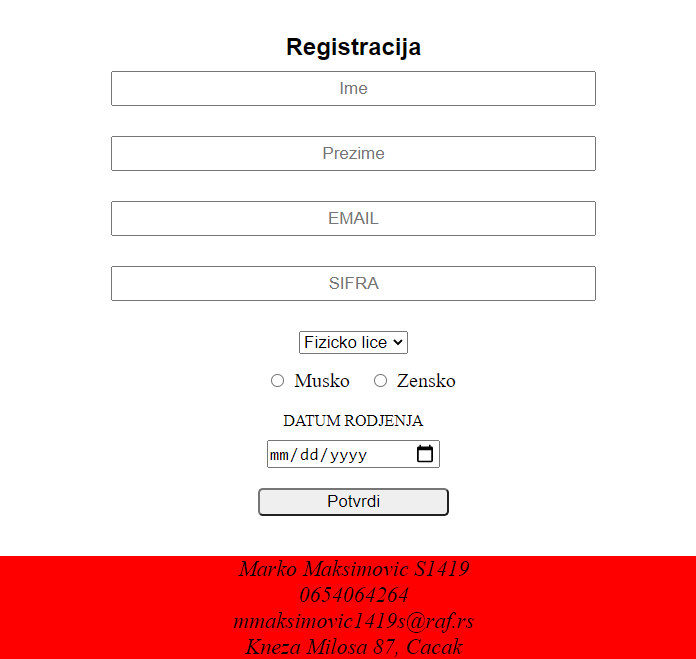 Registracija
Ime
Prezime
EMAIL
SIFRA
Fizicko lice
Musko Zensko
DATUM RODJENJA
mm/dd/yyyy
Potvrdi
Marko Maksimovic S1419
0654064264
mmaksimovic1419s@raf.rs
Kneza Milosa 87, Cacak